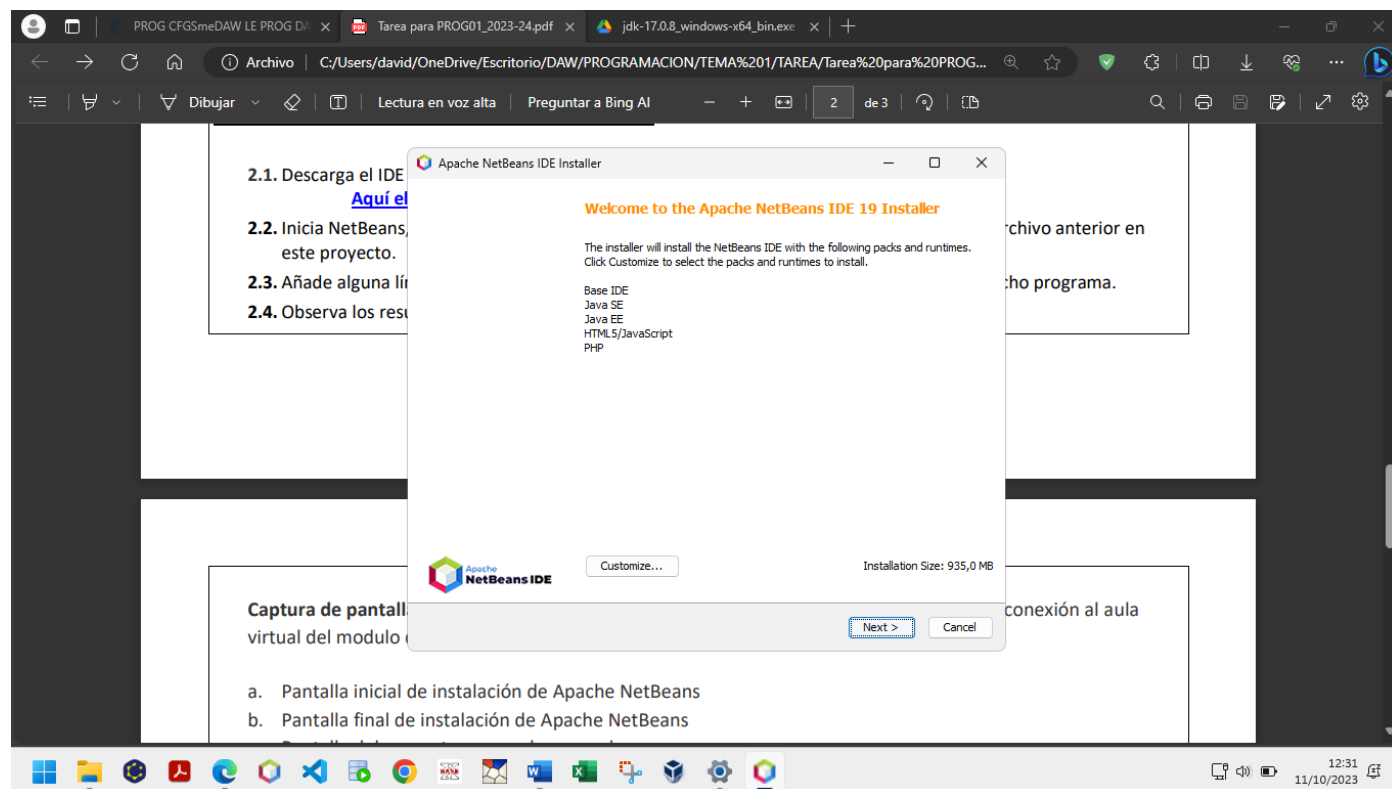 PROG CFGSmeDAW LE PROG DA
Tarea para PROG01_2023-24.pdf
jdk-17.0.8_windows-x64_bin.exe
Archivo
C:/Users/david/OneDrive/Escritorio/DAW/PROGRAMACION/TEMA%201/TAREA/Tarea%20para%20PROG...
Dibujar
Lectura en voz alta
Preguntar a Bing AI
2
de 3
2.1. Descarga el IDE
Aquí el
2.2. Inicia NetBeans,
rchivo anterior en
este proyecto.
2.3. Añade alguna lí
cho programa.
2.4. Observa los resu
Apache NetBeans IDE Installer
Welcome to the Apache NetBeans IDE 19 Installer
The installer will install the NetBeans IDE with the following packs and runtimes.
Click Customize to select the packs and runtimes to install.
Base IDE
Java SE
Java EE
HTML5/JavaScript
PHP
Apache
NetBeans IDE
Customize...
Installation Size: 935,0 MB
Next >
Cancel
Captura de pantall
conexión al aula
virtual del modulo
a. Pantalla inicial de instalación de Apache NetBeans
b. Pantalla final de instalación de Apache NetBeans
12:31
11/10/2023